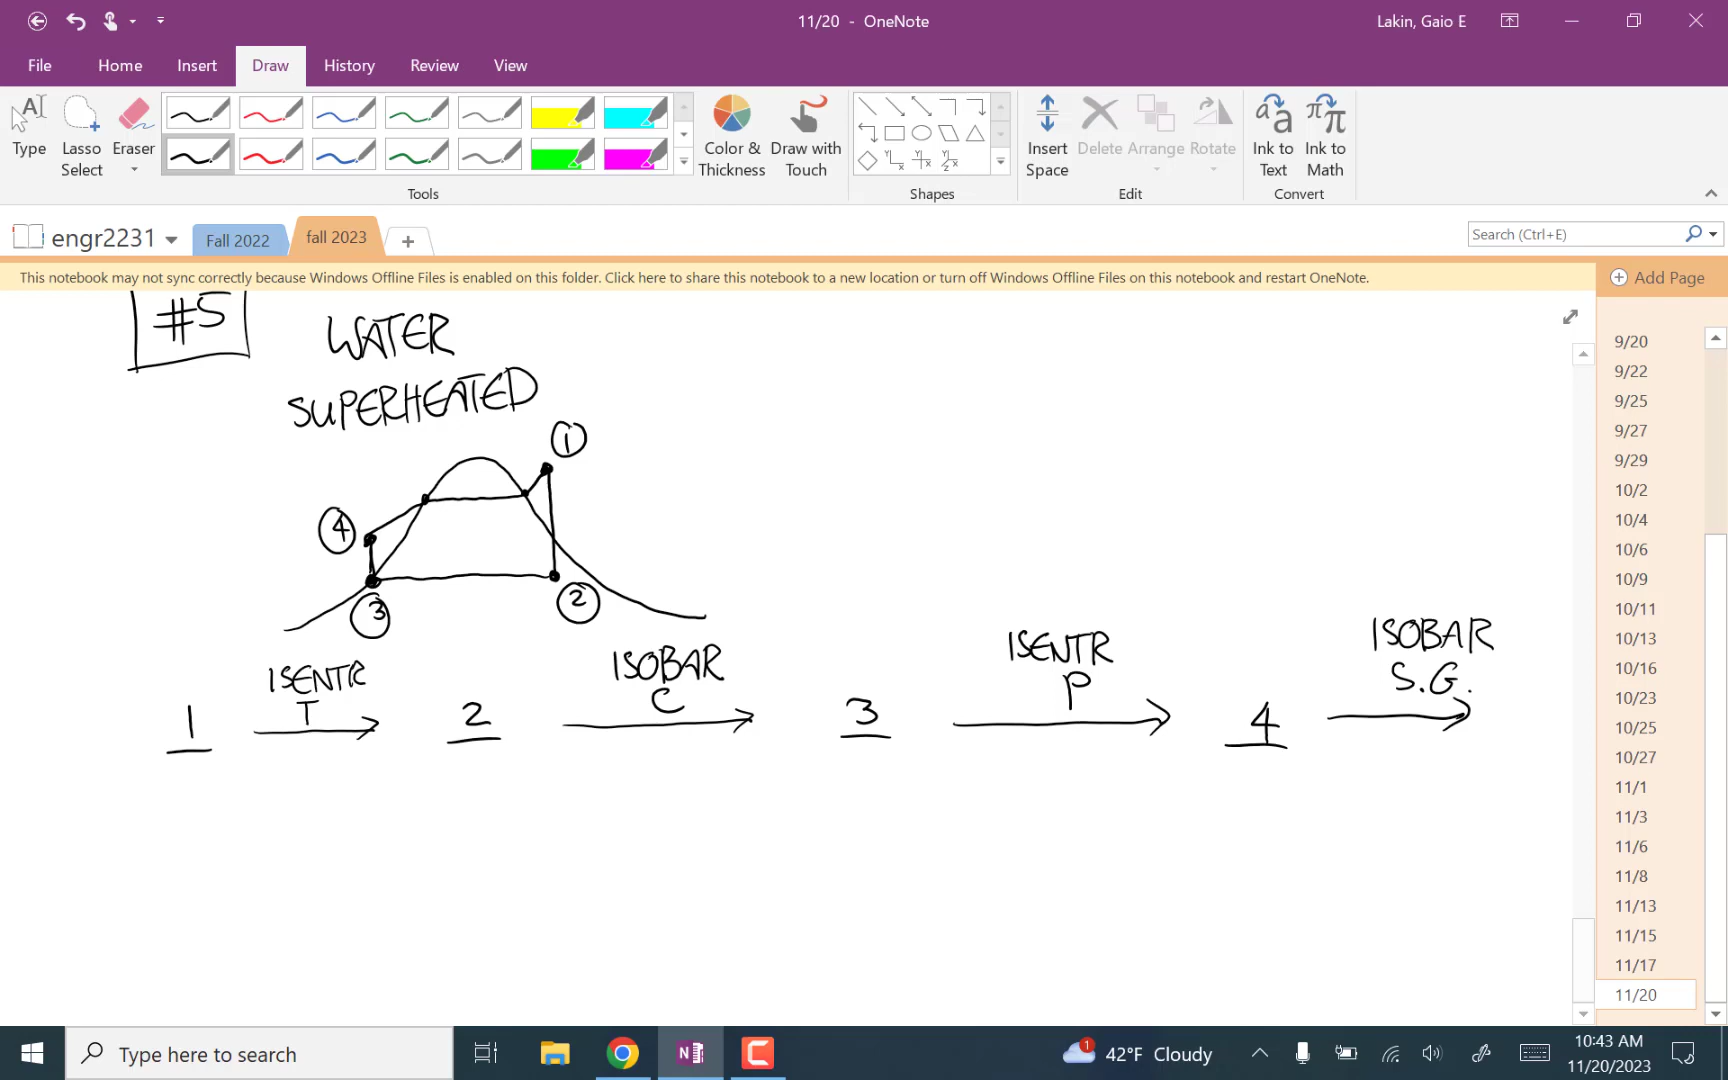 11/20 - OneNote
Lakin, Gaio E
File Home Insert Draw History Review View
Type
Lasso Select
Eraser
Color & Thickness
Draw with Touch
Insert Space
Delete
Arrange
Rotate
Ink to Text
Ink to Math
Tools
Shapes
Edit
Convert
engr2231
Fall 2022
fall 2023
Search (Ctrl+E)
This notebook may not sync correctly because Windows Offline Files is enabled on this folder. Click here to share this notebook to a new location or turn off Windows Offline Files on this notebook and restart OneNote.
Add Page
#5
WATER
SUPERHEATED
1
4
3
2
ISENTR
T
ISOBAR
C
ISENTR
P
ISOBAR
S.G.
1 2 3 4
9/20
9/22
9/25
9/27
9/29
10/2
10/4
10/6
10/9
10/11
10/13
10/16
10/23
10/25
10/27
11/1
11/3
11/6
11/8
11/13
11/15
11/17
11/20
Type here to search
1
42°F Cloudy
10:43 AM
11/20/2023